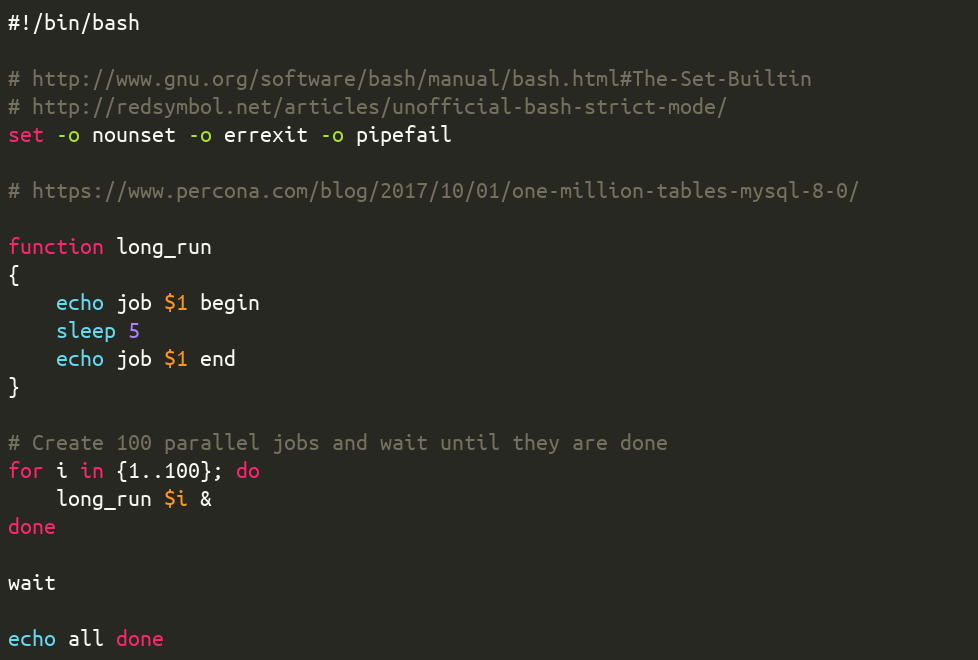 #!/bin/bash
# http://www.gnu.org/software/bash/manual/bash.html#The-Set-Builtin
# http://redsymbol.net/articles/unofficial-bash-strict-mode/
set -o nounset -o errexit -o pipefail
# https://www.percona.com/blog/2017/10/01/one-million-tables-mysql-8-0/
function long_run
{
    echo job $1 begin
    sleep 5
    echo job $1 end
}
# Create 100 parallel jobs and wait until they are done
for i in {1..100}; do
    long_run $i &
done
wait
echo all done